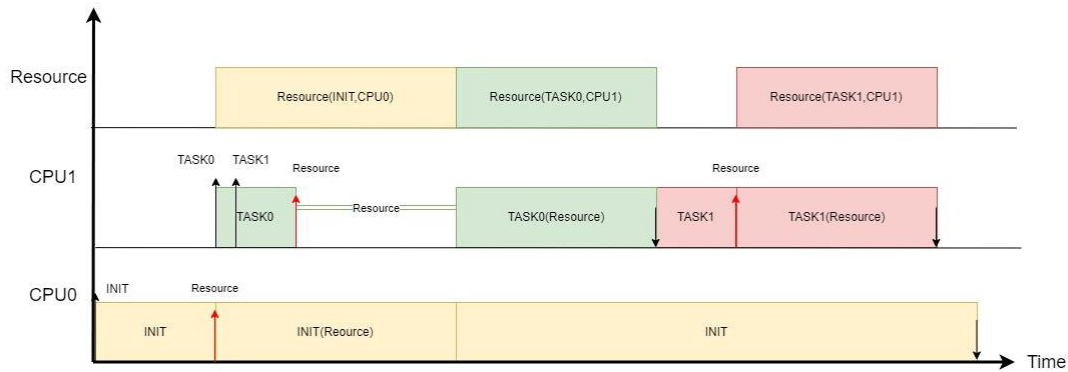 Resource
Resource(INIT,CPU0)
Resource(TASK0,CPU1)
Resource(TASK1,CPU1)
TASK0
TASK1
Resource
Resource
CPU1
TASK0
Resource
TASK0(Resource)
TASK1
TASK1(Resource)
INIT
Resource
CPU0
INIT
INIT(Reource)
INIT
Time